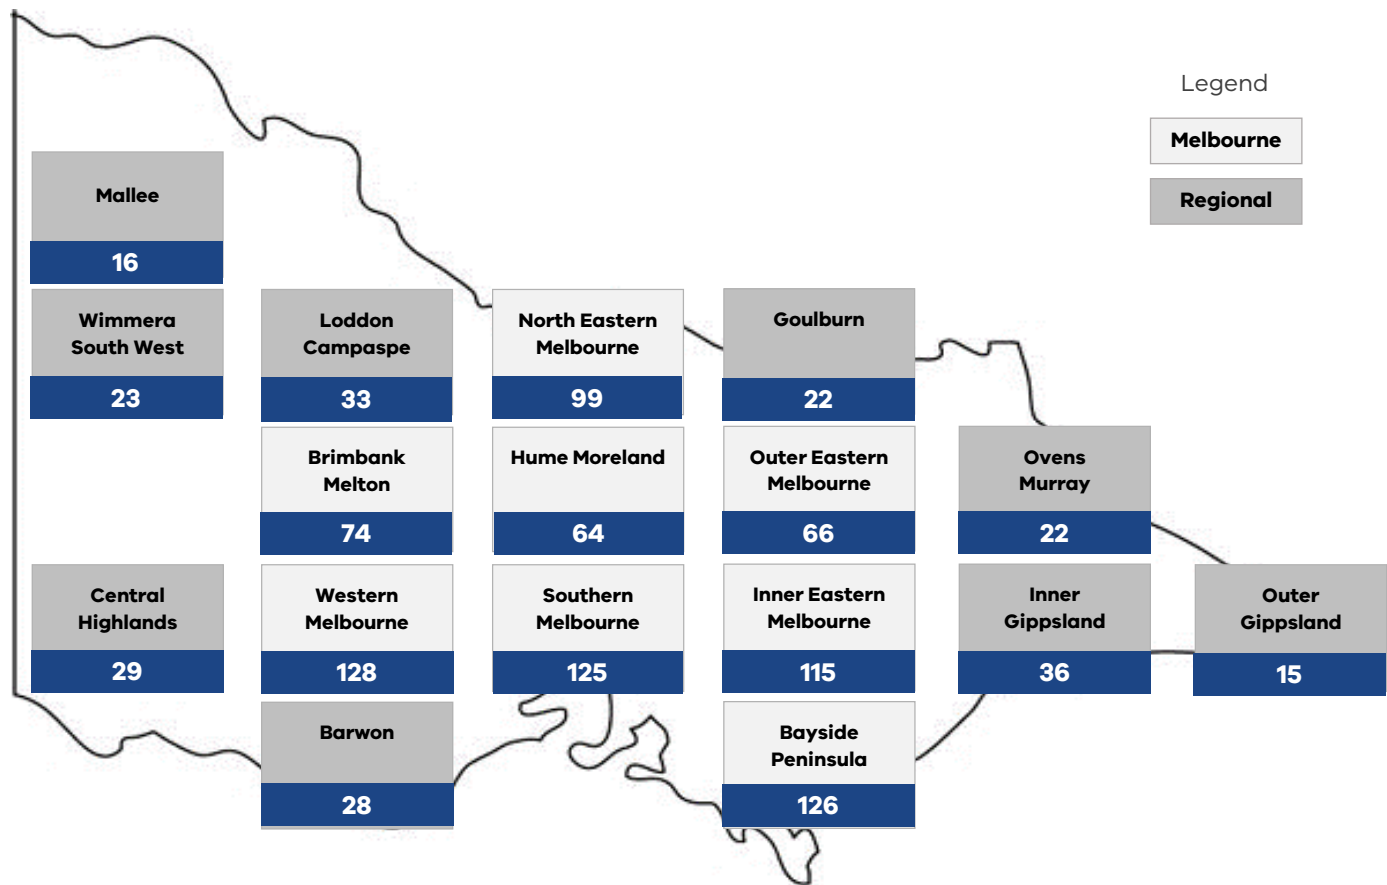 Legend
Melbourne
Regional
Mallee
16
Wimmera
South West
23
Loddon
Campaspe
33
North Eastern
Melbourne
99
Goulburn
22
Brimbank
Melton
74
Hume Moreland
64
Outer Eastern
Melbourne
66
Ovens
Murray
22
Central
Highlands
29
Western
Melbourne
128
Southern
Melbourne
125
Inner Eastern
Melbourne
115
Inner
Gippsland
36
Outer
Gippsland
15
Barwon
28
Bayside
Peninsula
126